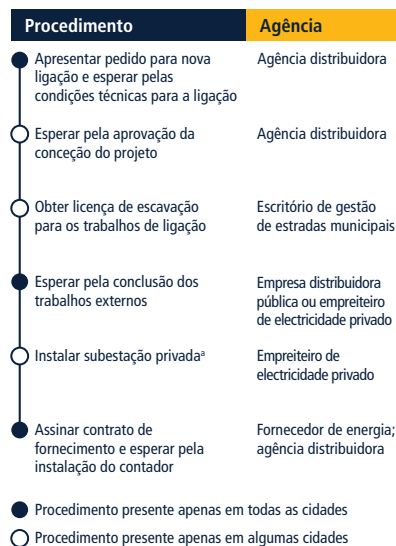 Procedimento
Agência
Apresentar pedido para nova
ligação e esperar pelas
condições técnicas para a ligação
Agência distribuidora
Esperar pela aprovação da
conceção do projeto
Agência distribuidora
Obter licença de escavação
para os trabalhos de ligação
Escritório de gestão
de estradas municipais
Esperar pela conclusão dos
trabalhos externos
Empresa distribuidora
pública ou empreiteiro
de electricidade privado
Instalar subestação privadaᵃ
Empreiteiro de
electricidade privado
Assinar contrato de
fornecimento e esperar pela
instalação do contador
Fornecedor de energia;
agência distribuidora
Procedimento presente apenas em todas as cidades
Procedimento presente apenas em algumas cidades